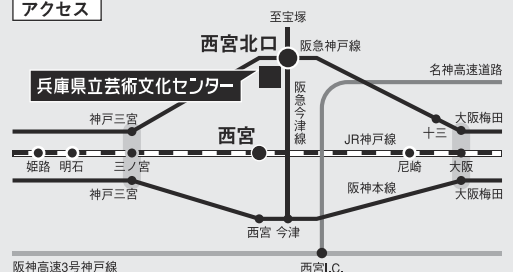 アクセス
至宝塚
西宮北口
阪急神戸線
名神高速道路
兵庫県立芸術文化センター
阪急今津線
神戸三宮
十三
大阪梅田
西宮
JR神戸線
姫路
明石
三ノ宮
尼崎
大阪
神戸三宮
阪神本線
大阪梅田
西宮
今津
阪神高速3号神戸線
西宮I.C.